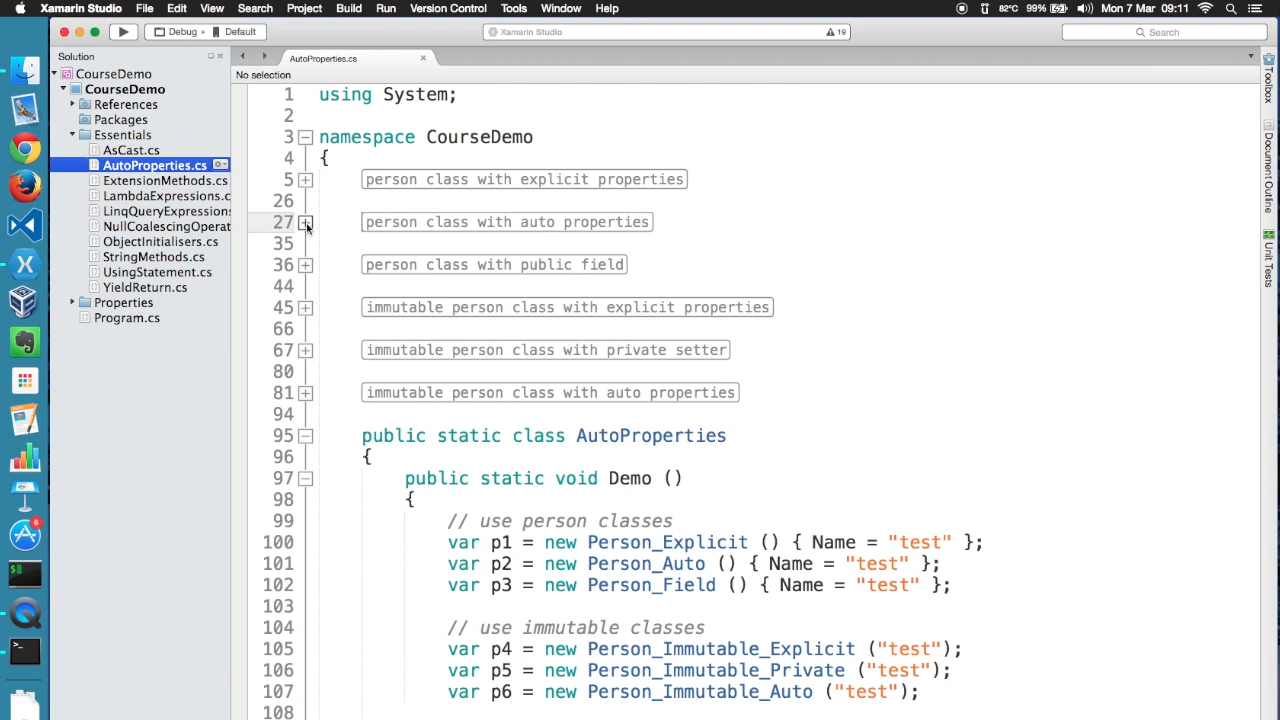 Xamarin Studio File Edit View Search Project Build Run Version Control Tools Window Help 82°C 99% Mon 7 Mar 09:11
Debug Default Xamarin Studio 19 Search
Solution
CourseDemo
CourseDemo
References
Packages
Essentials
AsCast.cs
AutoProperties.cs
ExtensionMethods.cs
LambdaExpressions.c
LinqQueryExpressions
NullCoalescingOperat
ObjectInitialisers.cs
StringMethods.cs
UsingStatement.cs
YieldReturn.cs
Properties
Program.cs
6
AutoProperties.cs
No selection
1 using System;
2
3 namespace CourseDemo
4 {
5 person class with explicit properties
26
27 person class with auto properties
35
36 person class with public field
44
45 immutable person class with explicit properties
66
67 immutable person class with private setter
80
81 immutable person class with auto properties
94
95 public static class AutoProperties
96 {
97 public static void Demo ()
98 {
99 // use person classes
100 var p1 = new Person_Explicit () { Name = "test" };
101 var p2 = new Person_Auto () { Name = "test" };
102 var p3 = new Person_Field () { Name = "test" };
103
104 // use immutable classes
105 var p4 = new Person_Immutable_Explicit ("test");
106 var p5 = new Person_Immutable_Private ("test");
107 var p6 = new Person_Immutable_Auto ("test");
108
Toolbox
Document Outline
Unit Tests